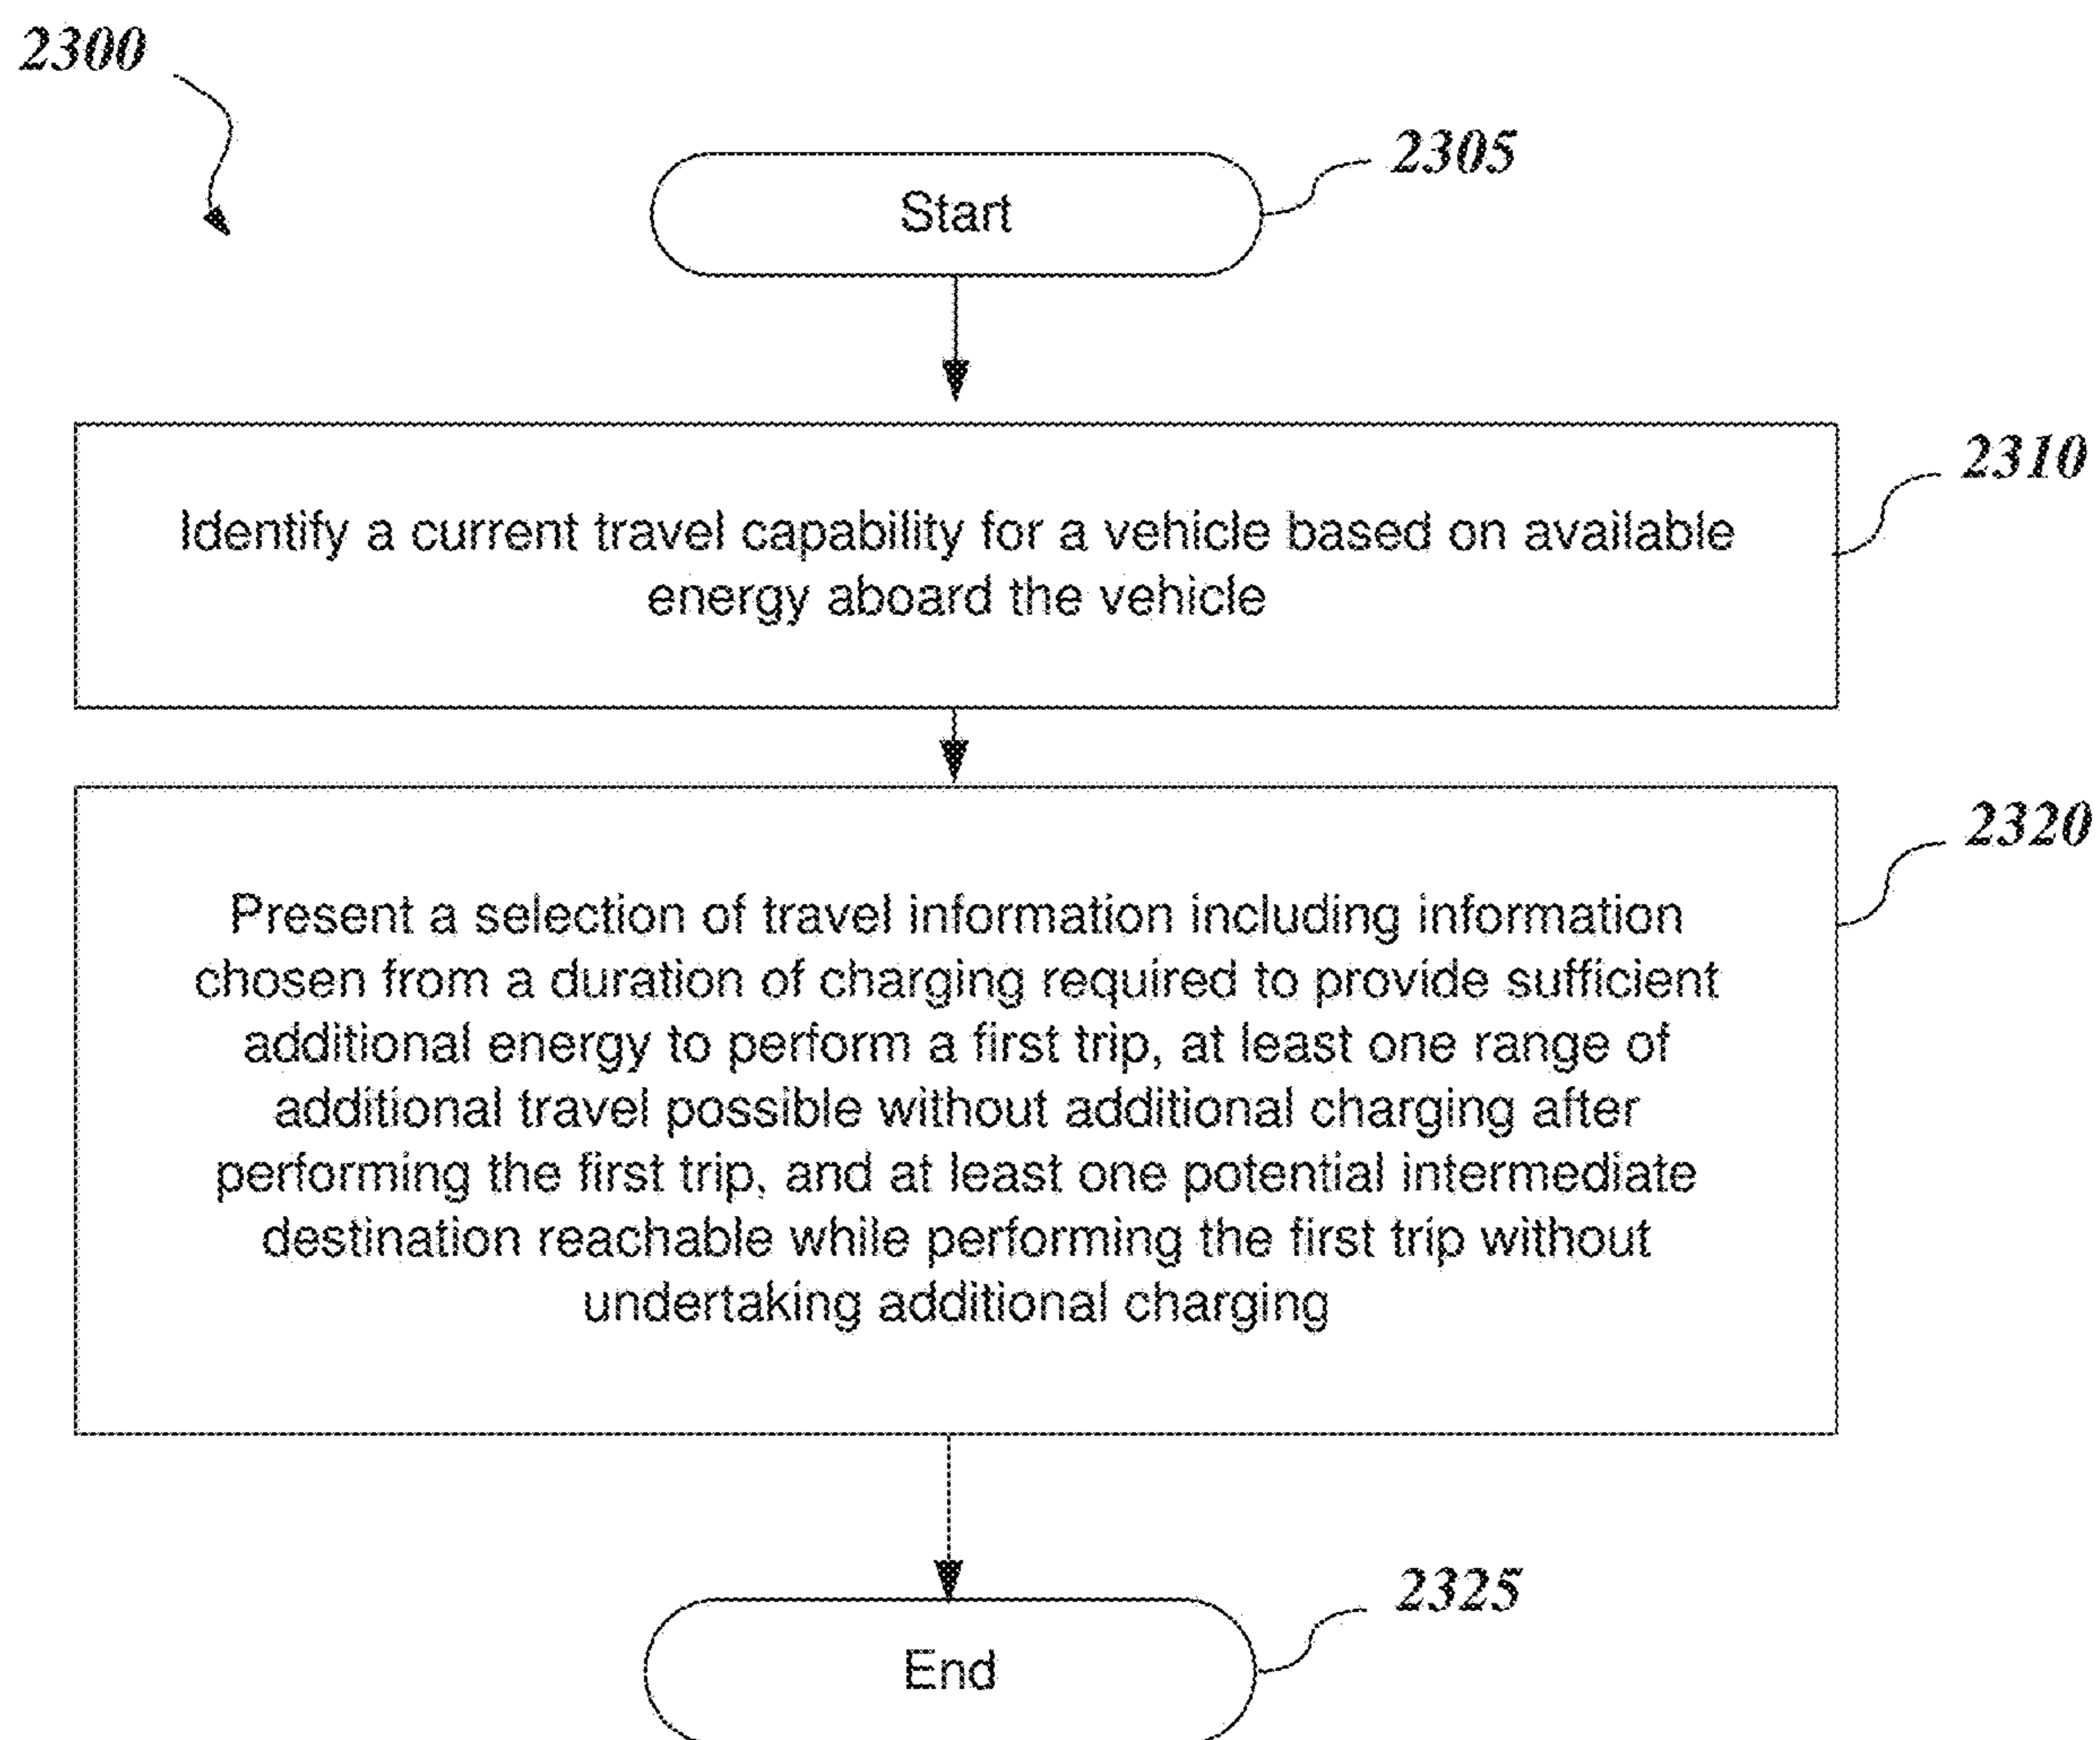 2300
2305
Start
2310
Identify a current travel capability for a vehicle based on available
energy aboard the vehicle
2320
Present a selection of travel information including information
chosen from a duration of charging required to provide sufficient
additional energy to perform a first trip, at least one range of
additional travel possible without additional charging after
performing the first trip, and at least one potential intermediate
destination reachable while performing the first trip without
undertaking additional charging
2325
End